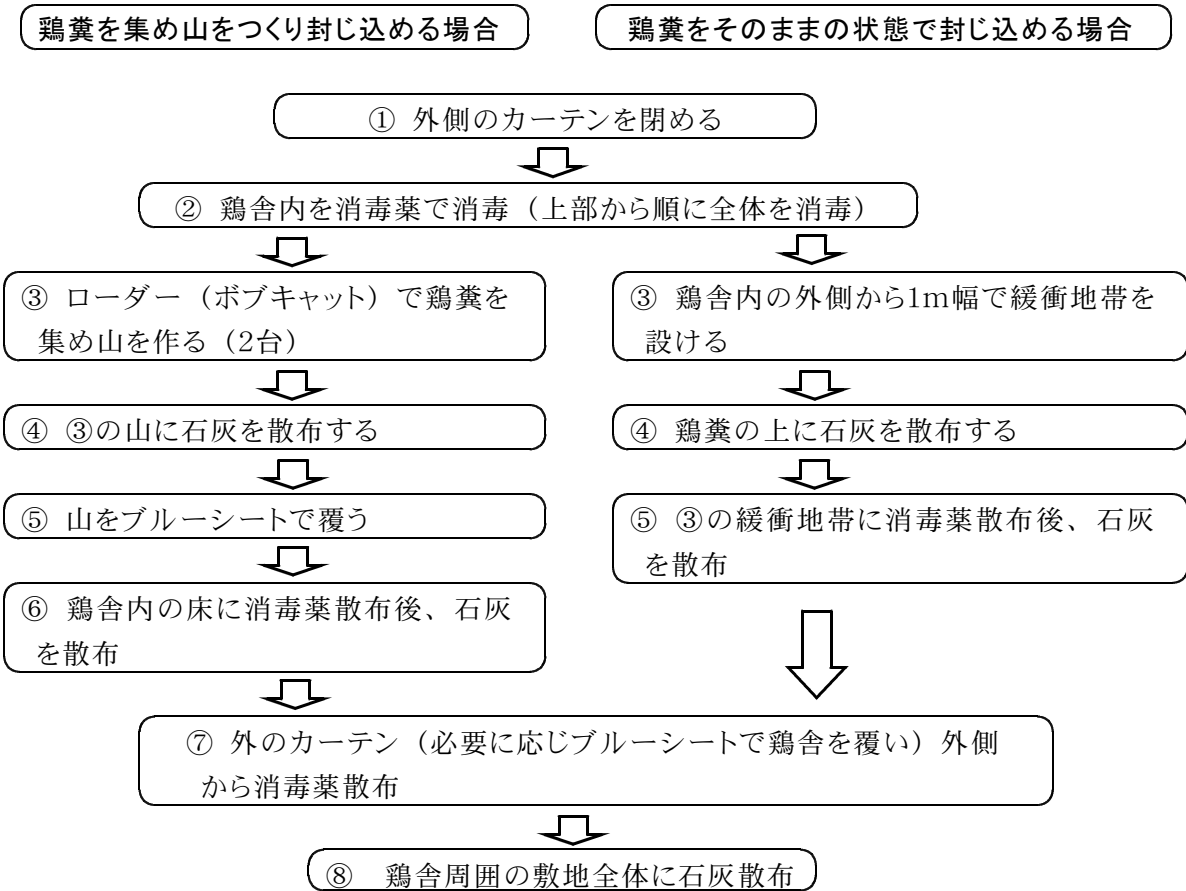 鶏糞を集め山をつくり封じ込める場合
鶏糞をそのままの状態で封じ込める場合
① 外側のカーテンを閉める
② 鶏舎内を消毒薬で消毒（上部から順に全体を消毒）
③ ローダー（ボブキャット）で鶏糞を
集め山を作る（2台）
④ ③の山に石灰を散布する
⑤ 山をブルーシートで覆う
⑥ 鶏舎内の床に消毒薬散布後、石灰
を散布
③ 鶏舎内の外側から1m幅で緩衝地帯を
設ける
④ 鶏糞の上に石灰を散布する
⑤ ③の緩衝地帯に消毒薬散布後、石灰
を散布
⑦ 外のカーテン（必要に応じブルーシートで鶏舎を覆い）外側
から消毒薬散布
⑧ 鶏舎周囲の敷地全体に石灰散布